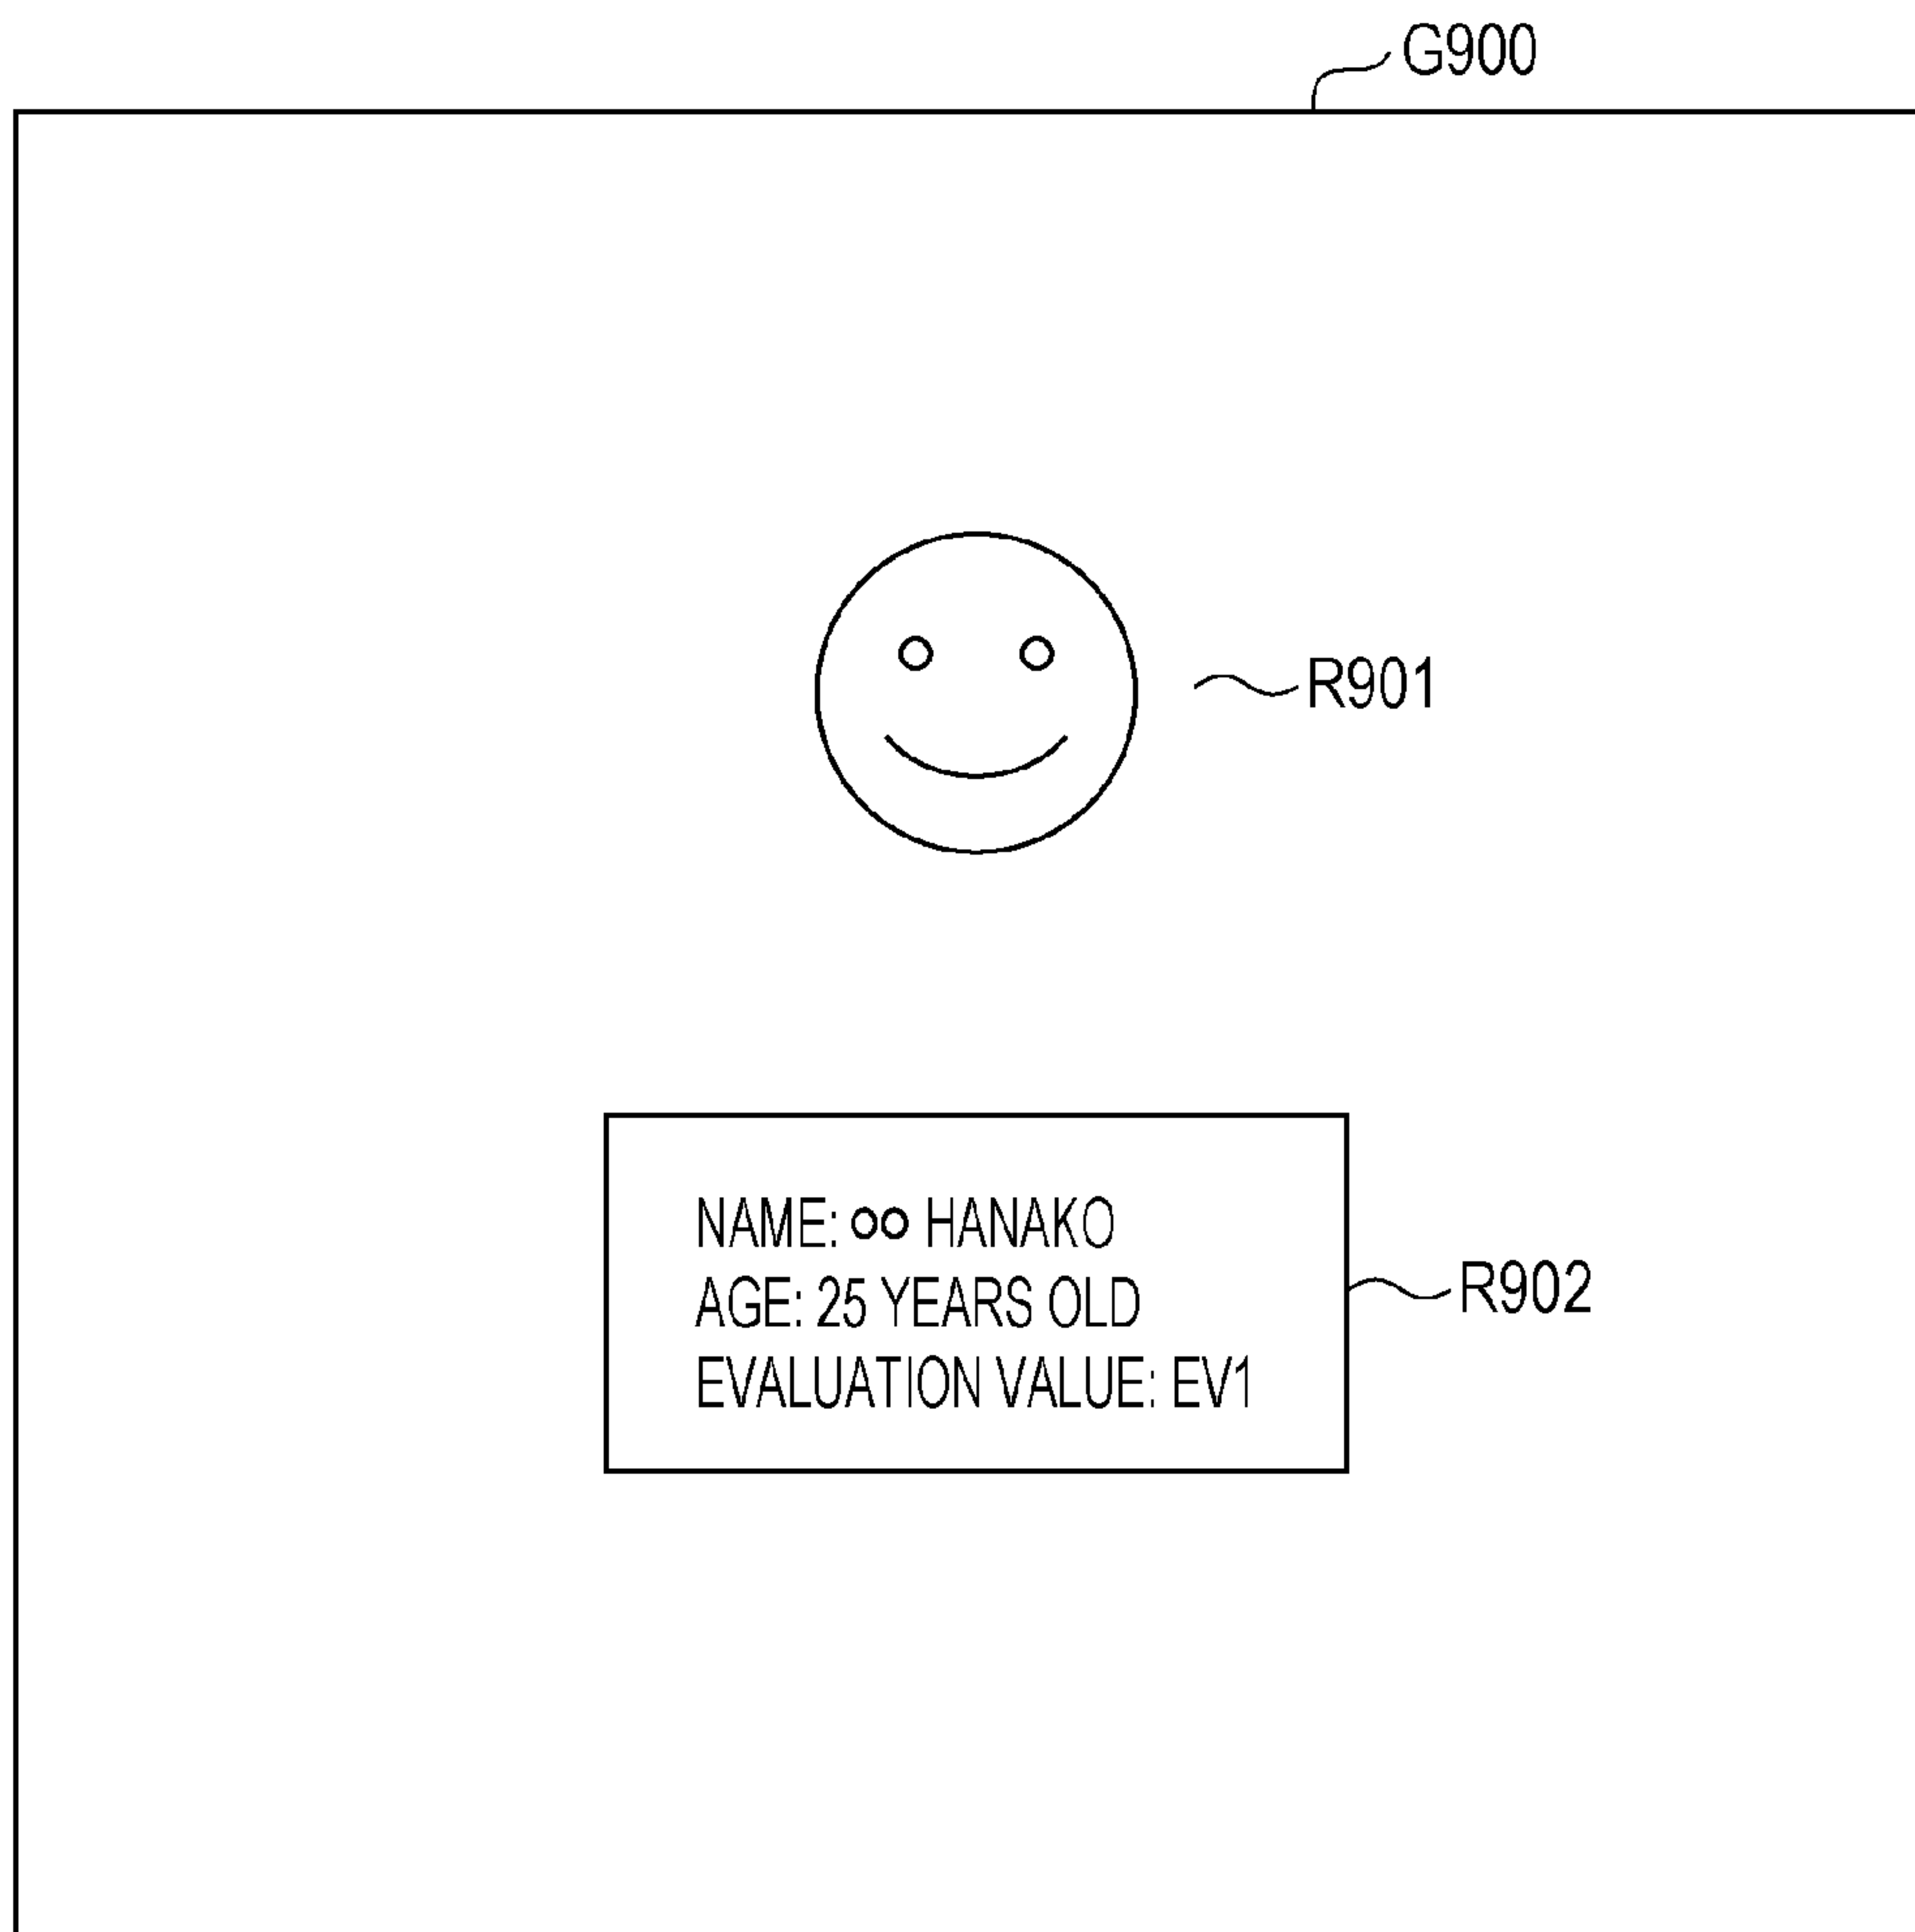 G900
R901
NAME: ○○ HANAKO
AGE: 25 YEARS OLD
EVALUATION VALUE: EV1
R902